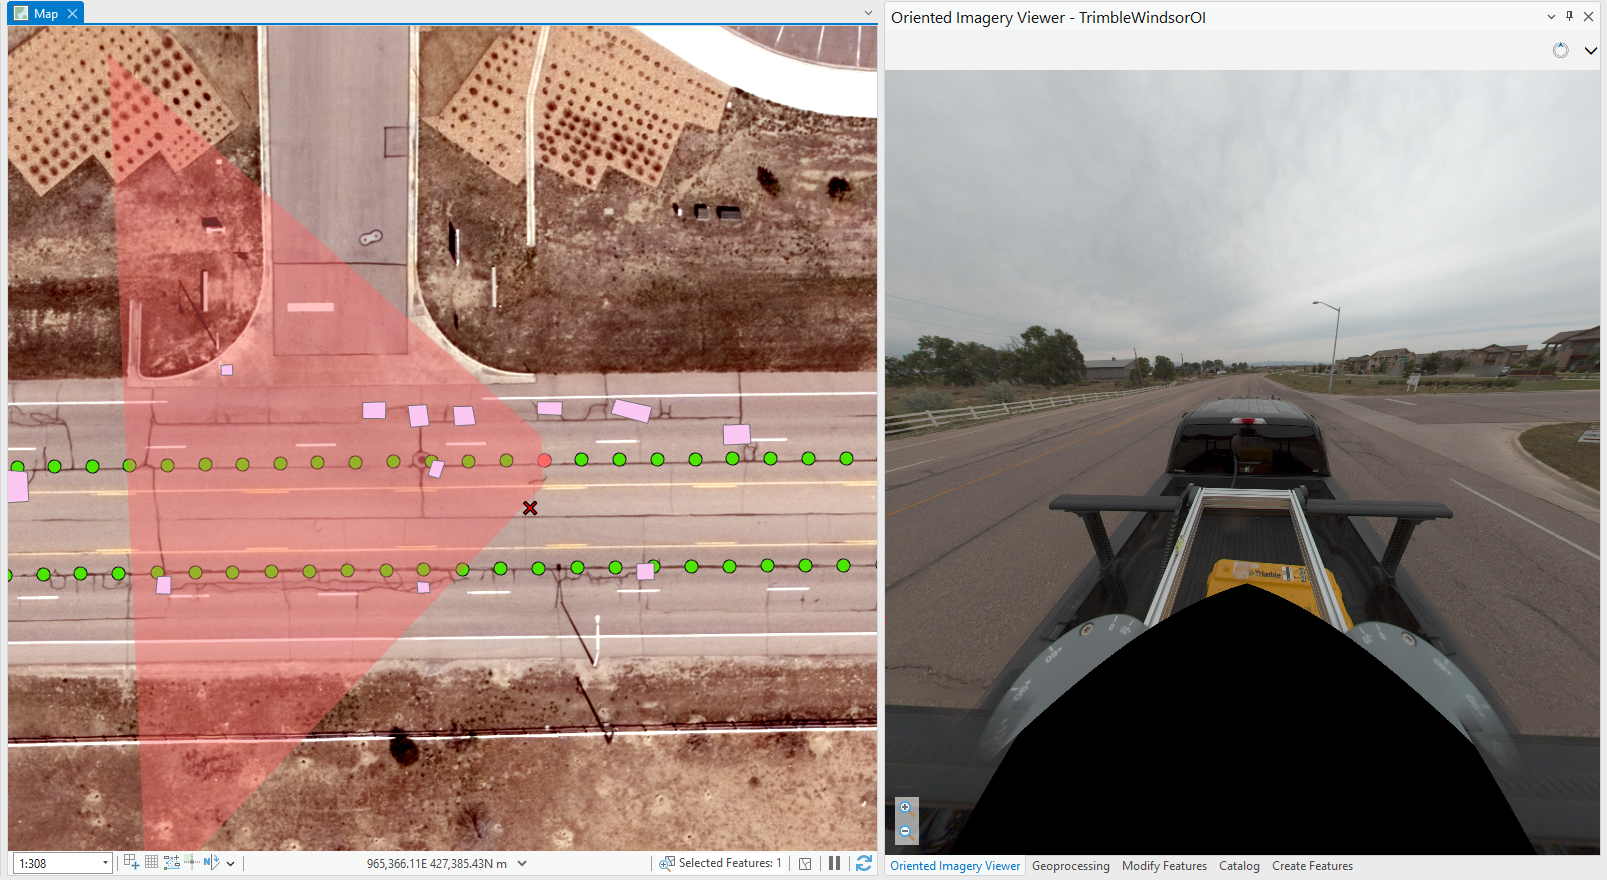 Map
Oriented Imagery Viewer - TrimbleWindsorOI
Trimble
1:308
965,366.11E 427,385.43N m
Selected Features: 1
Oriented Imagery Viewer
Geoprocessing
Modify Features
Catalog
Create Features